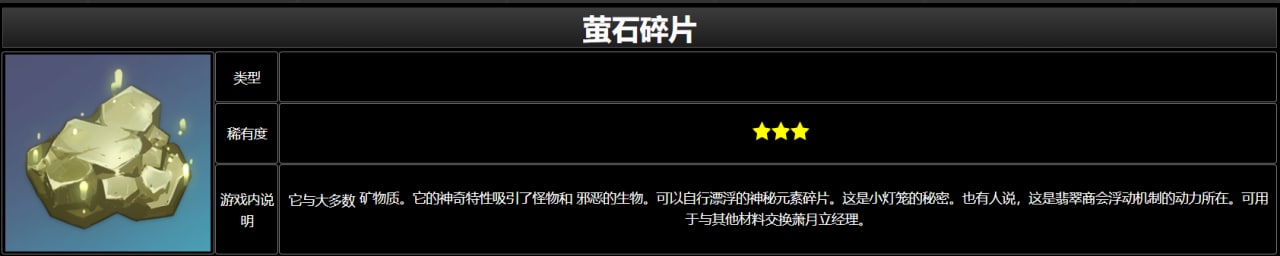 萤石碎片
类型
稀有度
★★★
游戏内说
明
它与大多数 矿物质。它的神奇特性吸引了怪物和 邪恶的生物。可以自行漂浮的神秘元素碎片。这是小灯笼的秘密。也有人说，这是翡翠商会浮动机制的动力所在。可用
于与其他材料交换萧月立经理。